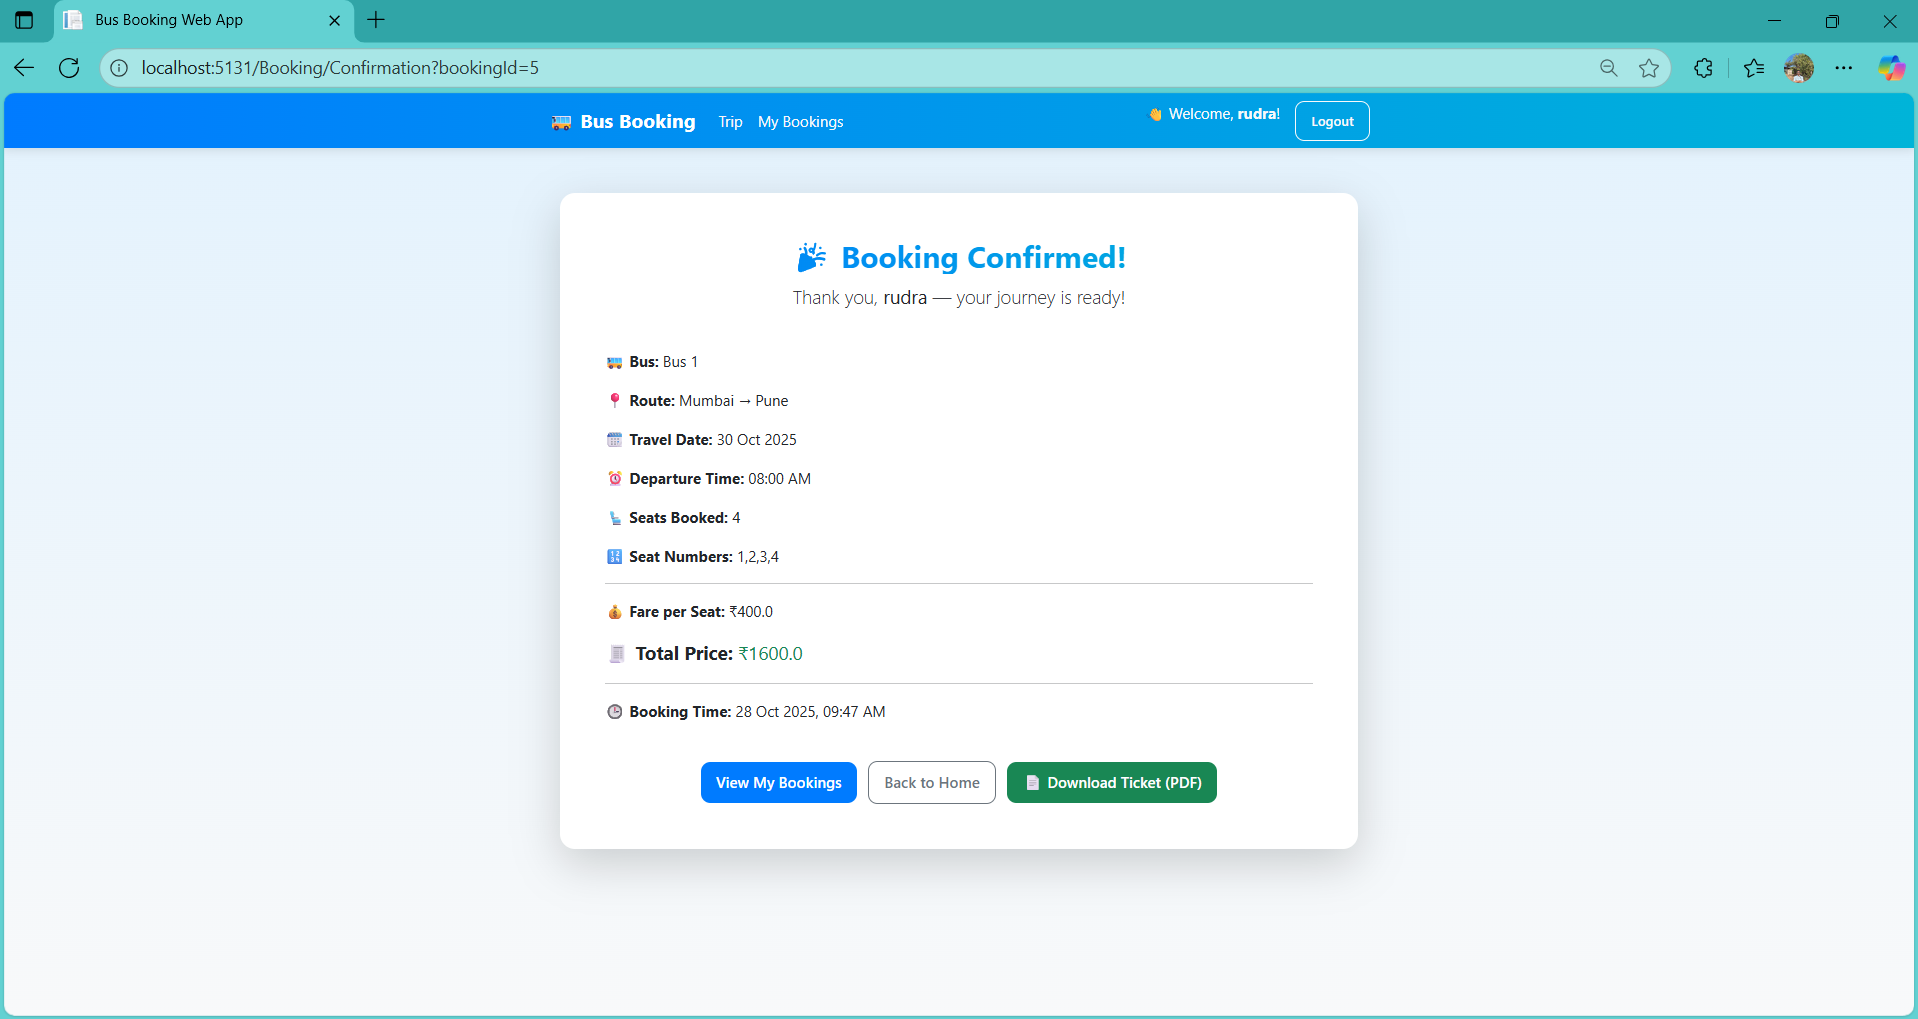 Bus Booking Web App
localhost:5131/Booking/Confirmation?bookingId=5
Bus Booking Trip My Bookings Welcome, rudra! Logout
Booking Confirmed!
Thank you, rudra — your journey is ready!
Bus: Bus 1
Route: Mumbai → Pune
Travel Date: 30 Oct 2025
Departure Time: 08:00 AM
Seats Booked: 4
Seat Numbers: 1,2,3,4
Fare per Seat: ₹400.0
Total Price: ₹1600.0
Booking Time: 28 Oct 2025, 09:47 AM
View My Bookings Back to Home Download Ticket (PDF)